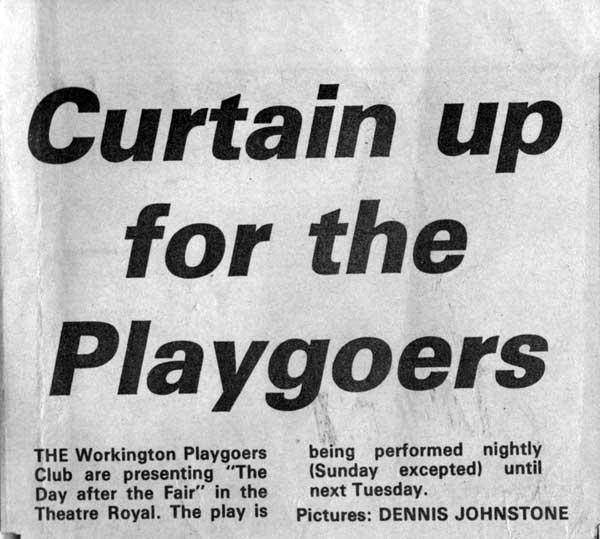 Curtain up
for the
Playgoers
THE Workington Playgoers
Club are presenting "The
Day after the Fair" in the
Theatre Royal. The play is
being performed nightly
(Sunday excepted) until
next Tuesday.
Pictures: DENNIS JOHNSTONE